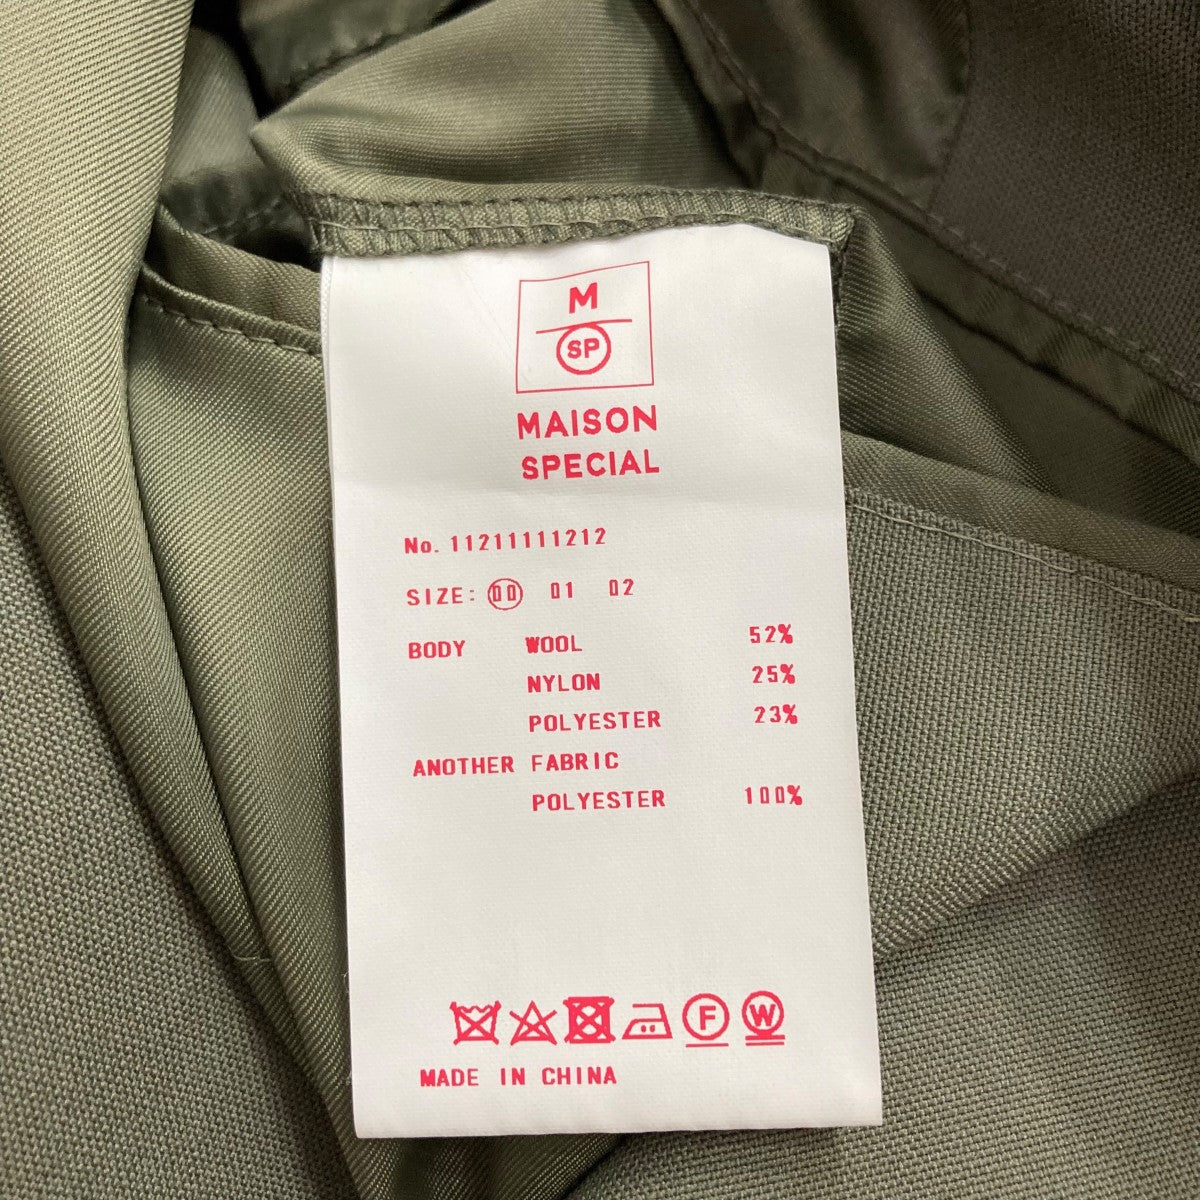 M
SP
MAISON
SPECIAL
No. 11211111212
SIZE: 00 01 02
BODY WOOL 52%
NYLON 25%
POLYESTER 23%
ANOTHER FABRIC
POLYESTER 100%
F W
MADE IN CHINA